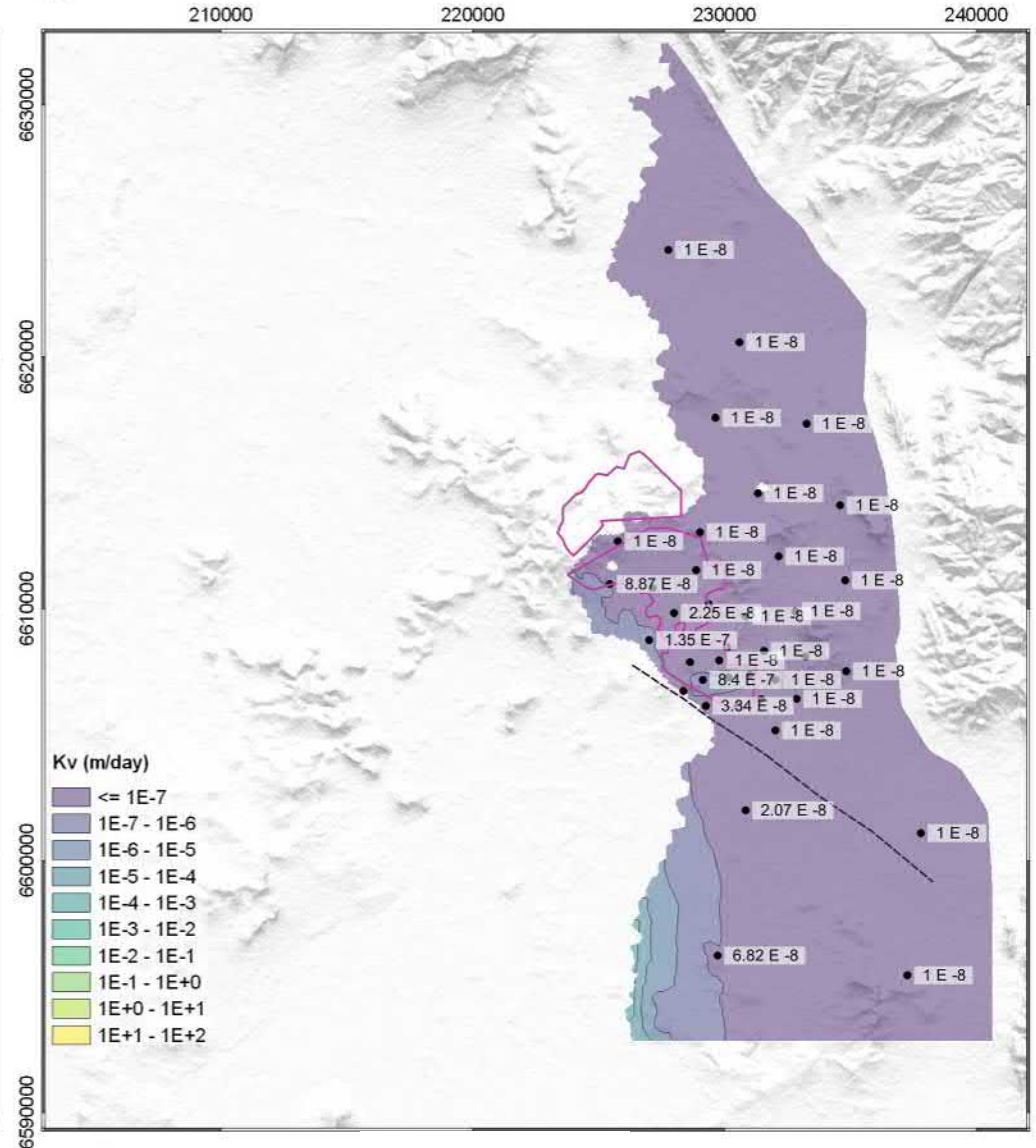 210000 220000 230000 240000
6630000
6620000
6610000
6600000
6590000
1 E -8
1 E -8
1 E -8
1 E -8
1 E -8
1 E -8
1 E -8
1 E -8
1 E -8
1 E -8
1 E -8
8.87 E -8
2.25 E -8
1 E -8
1 E -8
1.35 E -7
1 E -8
1 E -8
1 E -8
8.4 E -7
1 E -8
3.34 E -8
1 E -8
1 E -8
2.07 E -8
1 E -8
6.82 E -8
1 E -8
Kv (m/day)
<= 1E-7
1E-7 - 1E-6
1E-6 - 1E-5
1E-5 - 1E-4
1E-4 - 1E-3
1E-3 - 1E-2
1E-2 - 1E-1
1E-1 - 1E+0
1E+0 - 1E+1
1E+1 - 1E+2